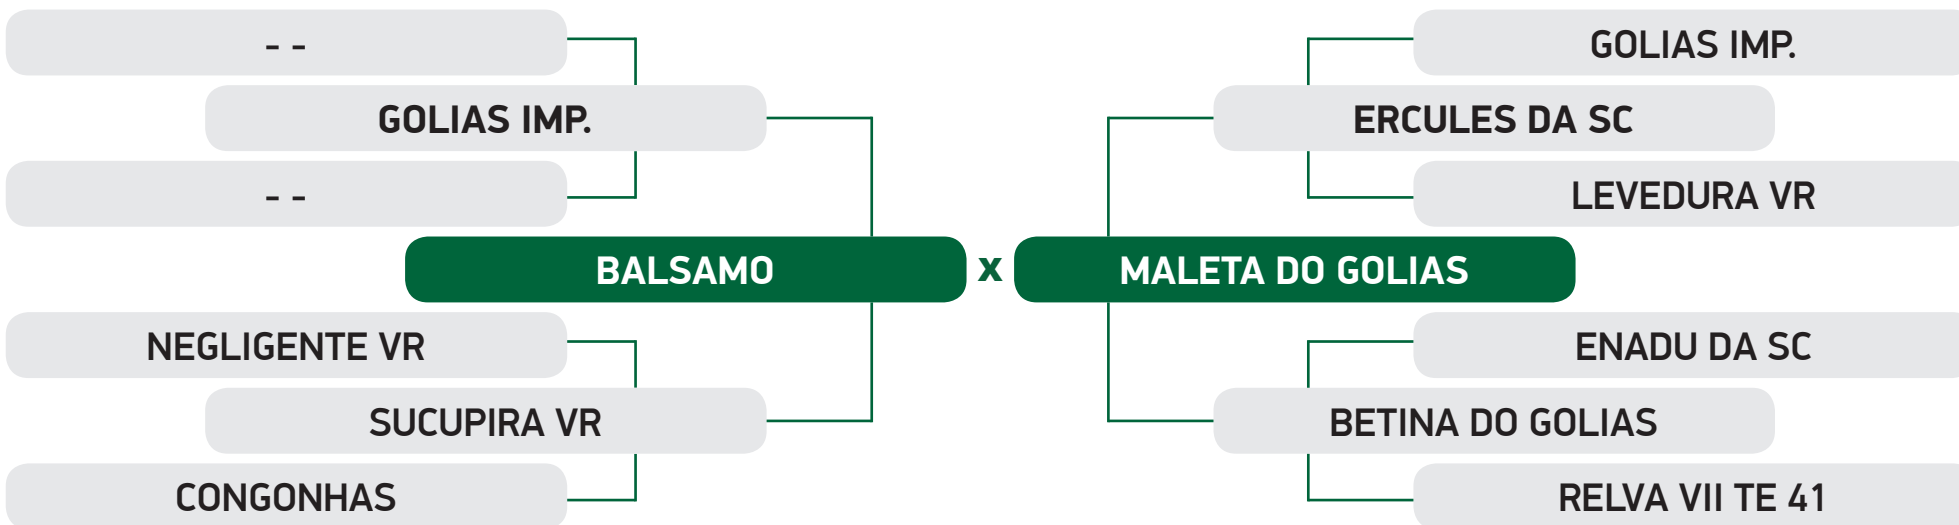 - -
GOLIAS IMP.
GOLIAS IMP.
ERCULES DA SC
- -
LEVEDURA VR
BALSAMO x MALETA DO GOLIAS
NEGLIGENTE VR
ENADU DA SC
SUCUPIRA VR
BETINA DO GOLIAS
CONGONHAS
RELVA VII TE 41